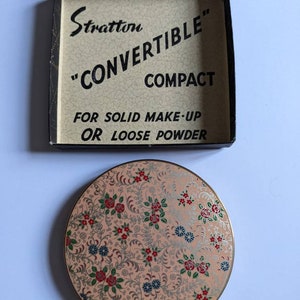 Stratton
"CONVERTIBLE"
COMPACT
FOR SOLID MAKE-UP
OR LOOSE POWDER